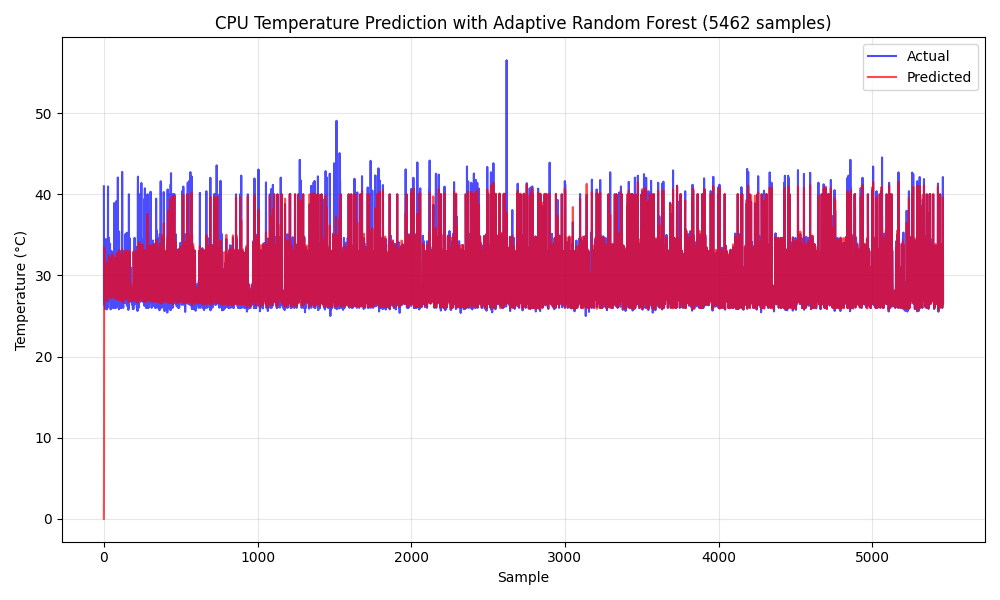 CPU Temperature Prediction with Adaptive Random Forest (5462 samples)
Actual
Predicted
Temperature (°C)
50
40
30
20
10
0
0 1000 2000 3000 4000 5000
Sample